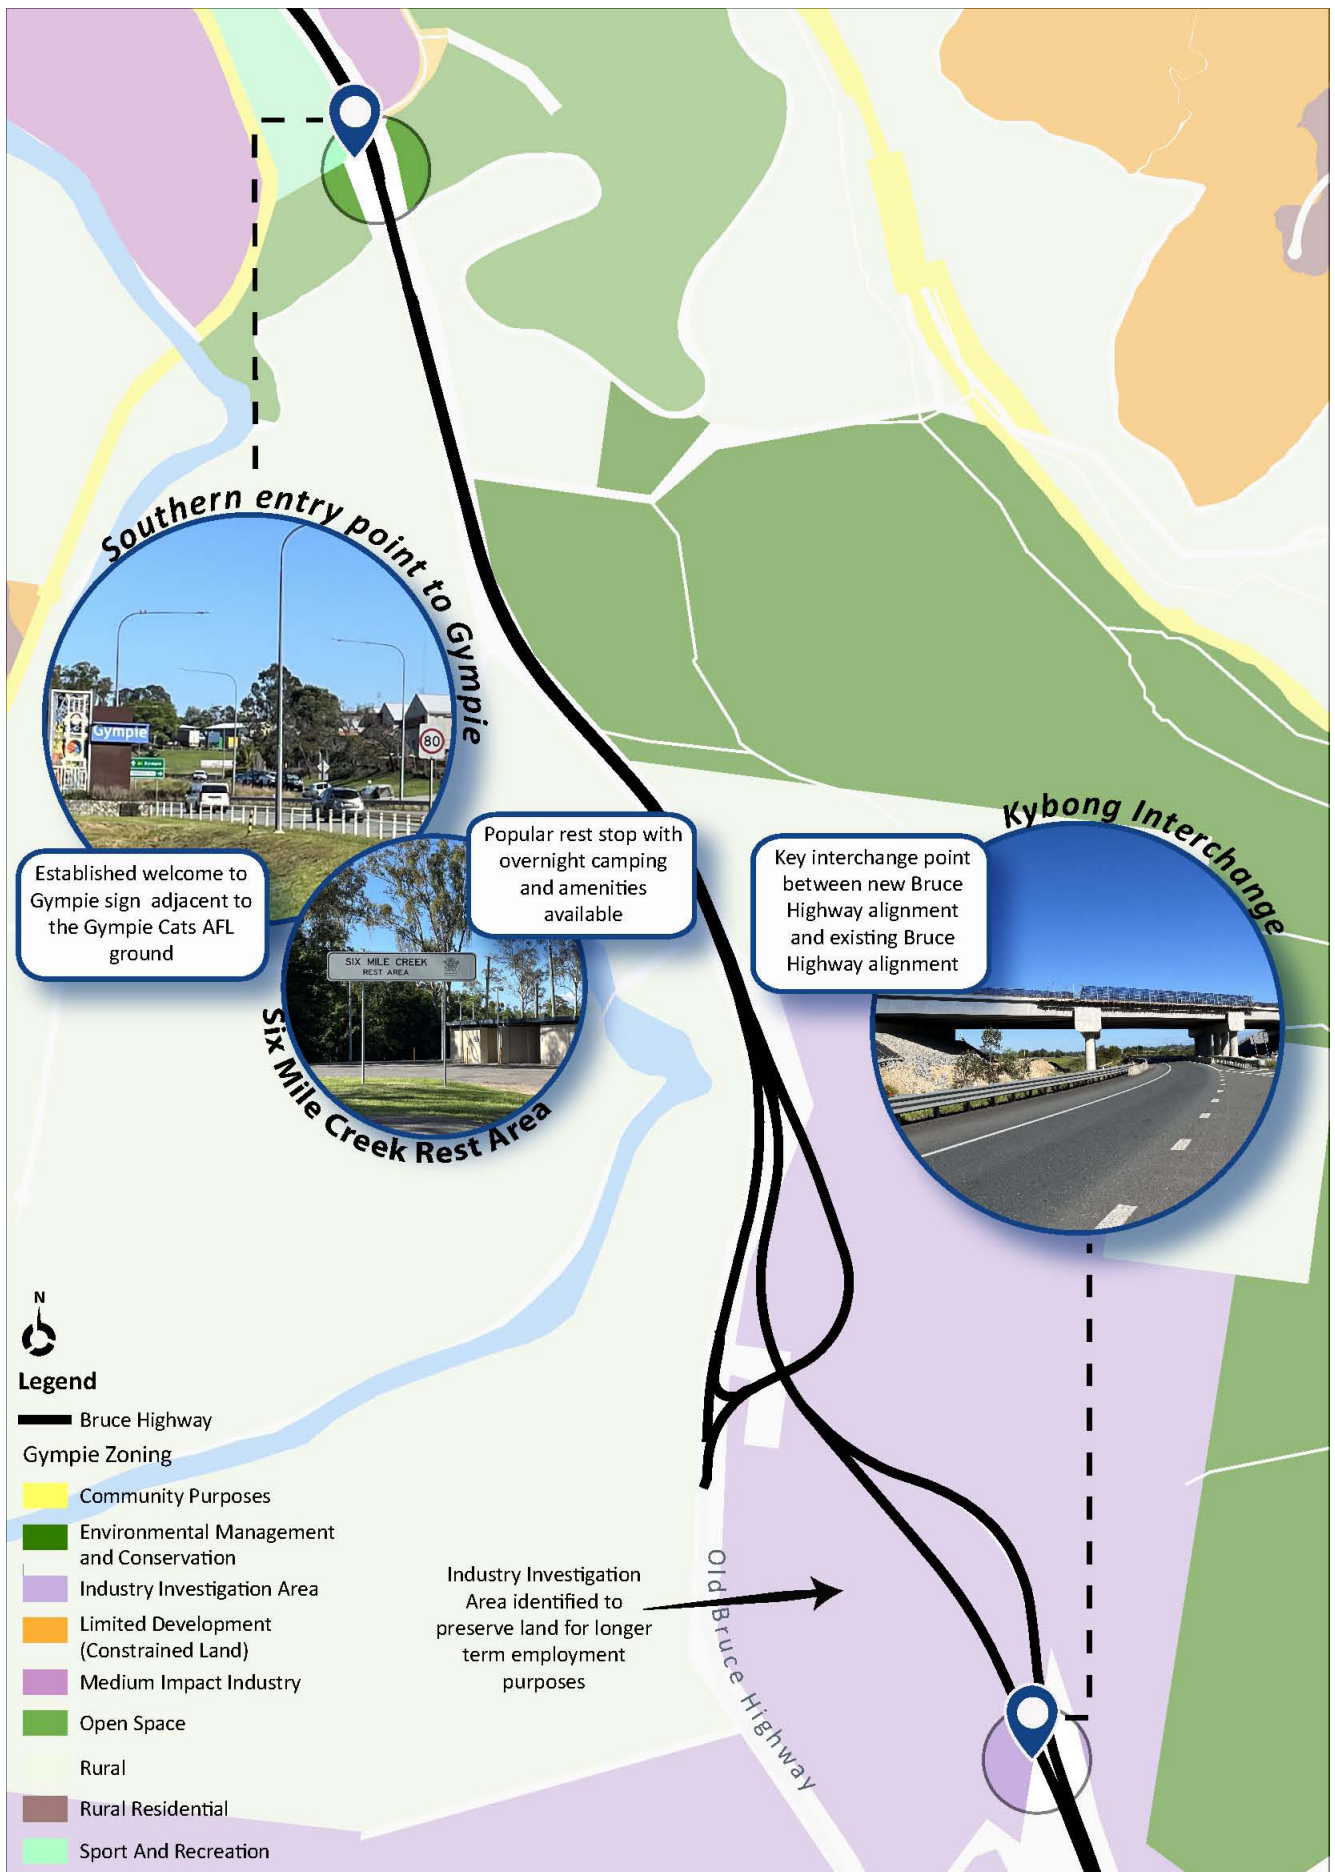 Southern entry point to Gympie
Gympie
80
Established welcome to
Gympie sign adjacent to
the Gympie Cats AFL
ground
Popular rest stop with
overnight camping
and amenities
available
SIX MILE CREEK
REST AREA
Six Mile Creek Rest Area
Kybong Interchange
Key interchange point
between new Bruce
Highway alignment
and existing Bruce
Highway alignment
N
Legend
Bruce Highway
Gympie Zoning
Community Purposes
Environmental Management
and Conservation
Industry Investigation Area
Limited Development
(Constrained Land)
Medium Impact Industry
Open Space
Rural
Rural Residential
Sport And Recreation
Industry Investigation
Area identified to
preserve land for longer
term employment
purposes
Old Bruce Highway